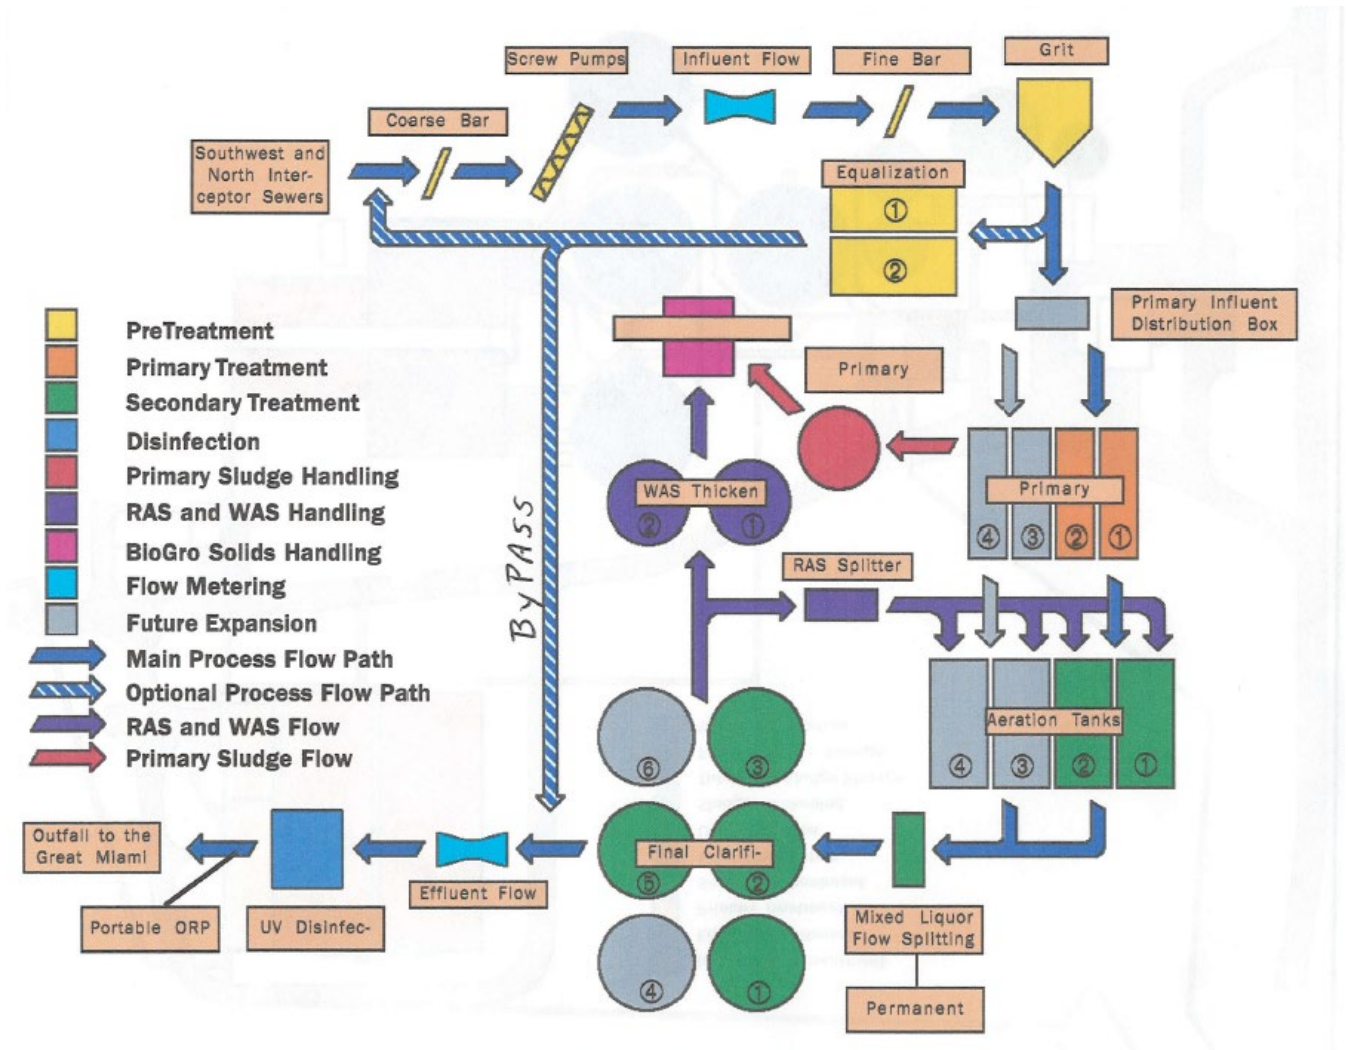 Screw Pumps
Influent Flow
Fine Bar
Grit
Coarse Bar
Southwest and
North Inter-
ceptor Sewers
Equalization
①
②
Primary Influent
Distribution Box
PreTreatment
Primary Treatment
Secondary Treatment
Disinfection
Primary Sludge Handling
RAS and WAS Handling
BioGro Solids Handling
Flow Metering
Future Expansion
Main Process Flow Path
Optional Process Flow Path
RAS and WAS Flow
Primary Sludge Flow
ByPASS
Primary
WAS Thicken
② ①
Primary
④ ③ ② ①
RAS Splitter
Aeration Tanks
④ ③ ② ①
⑥ ③
Final Clarifi-
⑤ ②
④ ①
Mixed Liquor
Flow Splitting
Permanent
Effluent Flow
UV Disinfec-
Portable ORP
Outfall to the
Great Miami